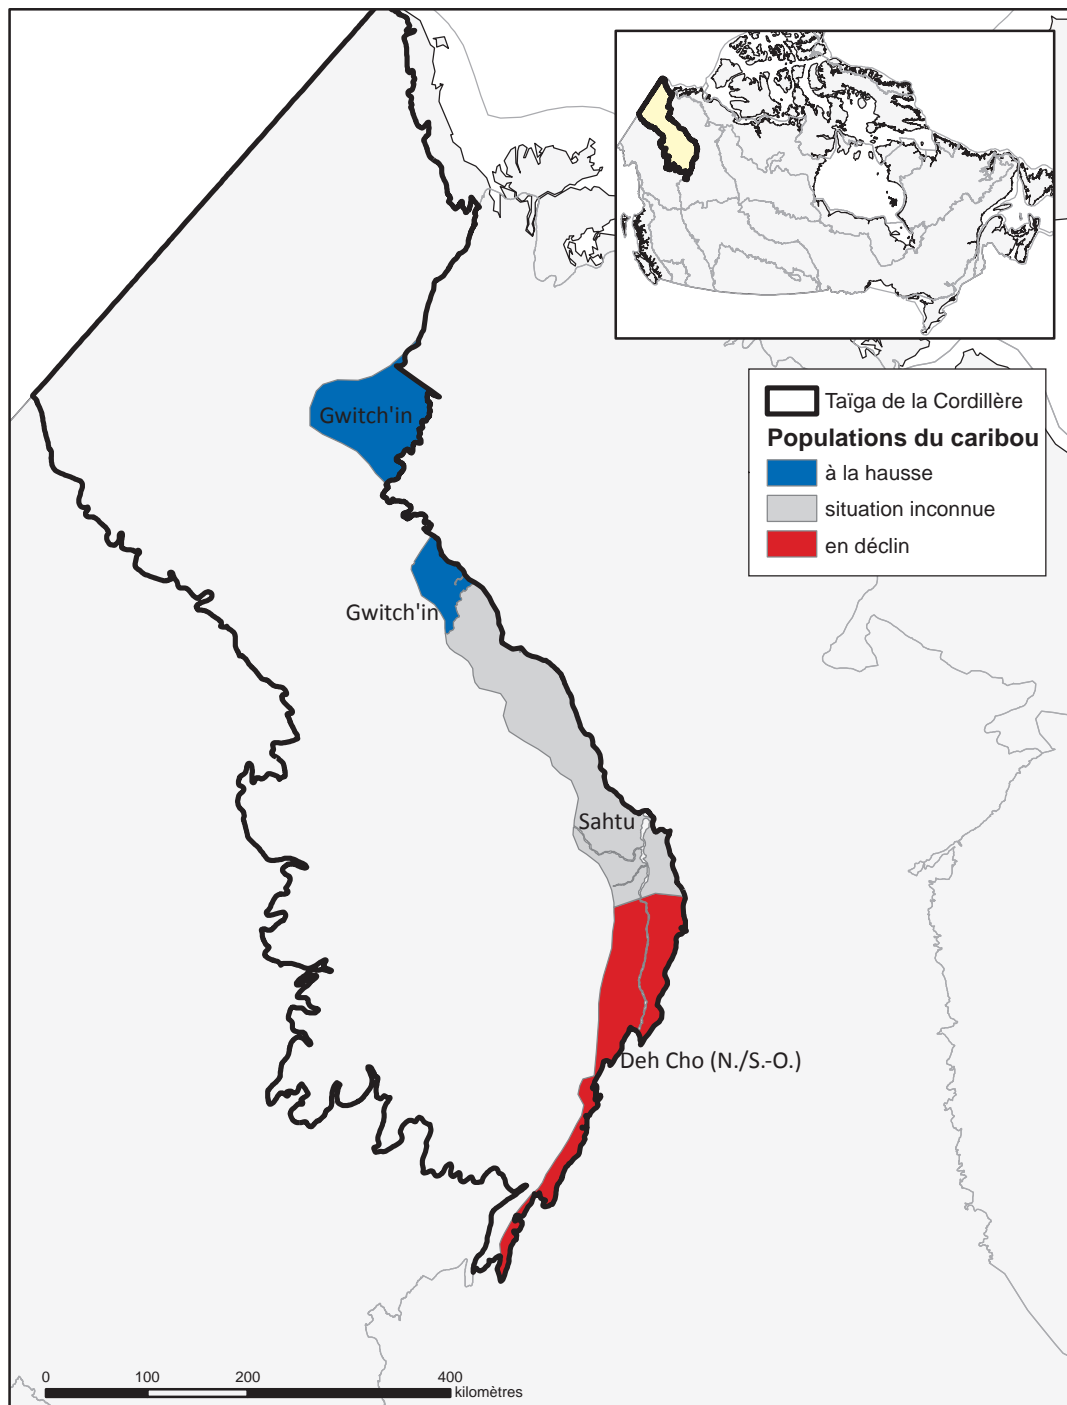 Taïga de la Cordillère
Populations du caribou
à la hausse
situation inconnue
en déclin
Gwitch'in
Gwitch'in
Sahtu
Deh Cho (N./S.-O.)
0 100 200 400
kilomètres